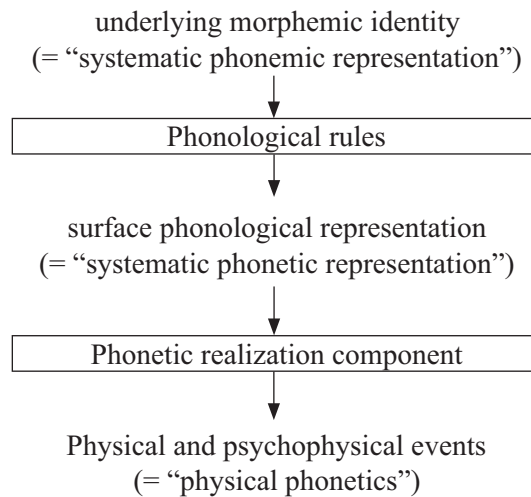 underlying morphemic identity
(= “systematic phonemic representation”)
Phonological rules
surface phonological representation
(= “systematic phonetic representation”)
Phonetic realization component
Physical and psychophysical events
(= “physical phonetics”)